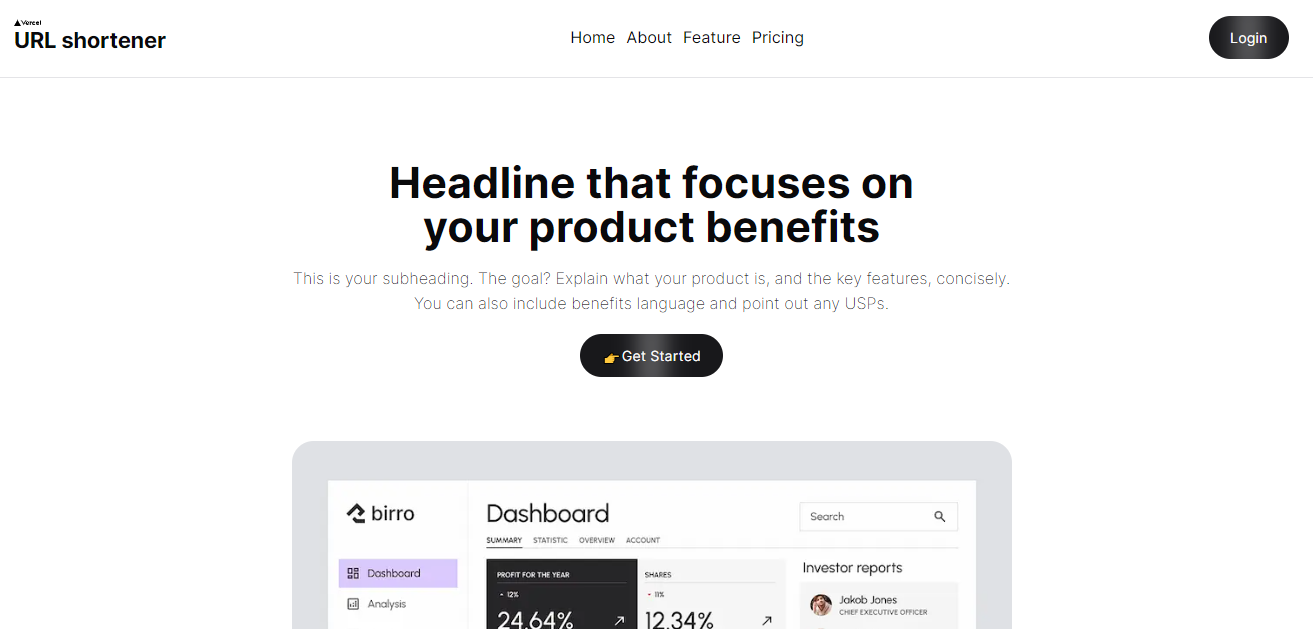 Vercel
URL shortener
Home About Feature Pricing
Login
Headline that focuses on
your product benefits
This is your subheading. The goal? Explain what your product is, and the key features, concisely.
You can also include benefits language and point out any USPs.
👉 Get Started
birro
Dashboard
Search
SUMMARY STATISTIC OVERVIEW ACCOUNT
Dashboard
Analysis
PROFIT FOR THE YEAR
12%
24,64%
SHARES
11%
12,34%
Investor reports
Jakob Jones
CHIEF EXECUTIVE OFFICER